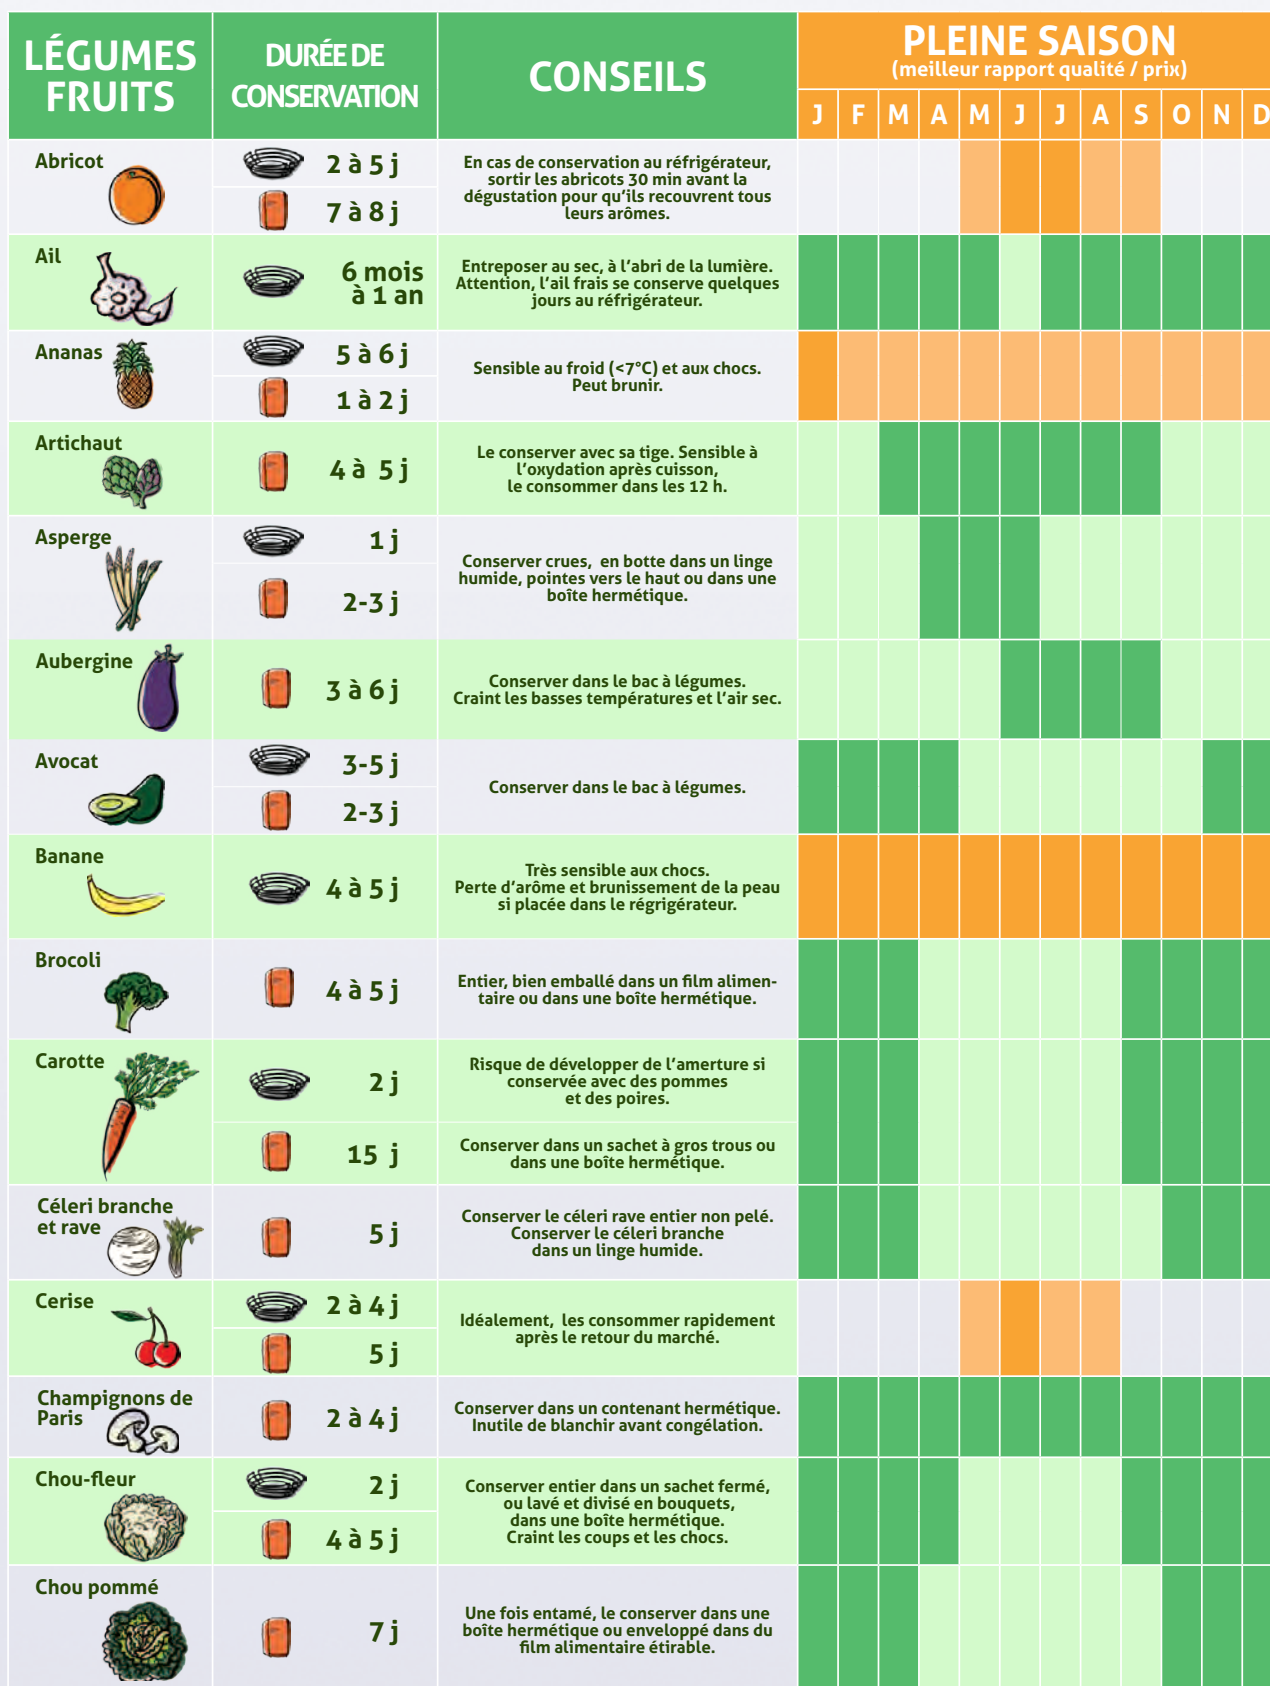 LÉGUMES
FRUITS
DURÉE DE
CONSERVATION
CONSEILS
PLEINE SAISON
(meilleur rapport qualité / prix)
J F M A M J J A S O N D
Abricot
2 à 5 j
7 à 8 j
En cas de conservation au réfrigérateur,
sortir les abricots 30 min avant la
dégustation pour qu'ils recouvrent tous
leurs arômes.
Ail
6 mois
à 1 an
Entreposer au sec, à l'abri de la lumière.
Attention, l'ail frais se conserve quelques
jours au réfrigérateur.
Ananas
5 à 6 j
1 à 2 j
Sensible au froid (<7°C) et aux chocs.
Peut brunir.
Artichaut
4 à 5 j
Le conserver avec sa tige. Sensible à
l'oxydation après cuisson,
le consommer dans les 12 h.
Asperge
1 j
2-3 j
Conserver crues, en botte dans un linge
humide, pointes vers le haut ou dans une
boîte hermétique.
Aubergine
3 à 6 j
Conserver dans le bac à légumes.
Craint les basses températures et l'air sec.
Avocat
3-5 j
2-3 j
Conserver dans le bac à légumes.
Banane
4 à 5 j
Très sensible aux chocs.
Perte d'arôme et brunissement de la peau
si placée dans le régrigérateur.
Brocoli
4 à 5 j
Entier, bien emballé dans un film alimen-
taire ou dans une boîte hermétique.
Carotte
2 j
Risque de développer de l'amerture si
conservée avec des pommes
et des poires.
15 j
Conserver dans un sachet à gros trous ou
dans une boîte hermétique.
Céleri branche
et rave
5 j
Conserver le céleri rave entier non pelé.
Conserver le céleri branche
dans un linge humide.
Cerise
2 à 4 j
5 j
Idéalement, les consommer rapidement
après le retour du marché.
Champignons de
Paris
2 à 4 j
Conserver dans un contenant hermétique.
Inutile de blanchir avant congélation.
Chou-fleur
2 j
4 à 5 j
Conserver entier dans un sachet fermé,
ou lavé et divisé en bouquets,
dans une boîte hermétique.
Craint les coups et les chocs.
Chou pommé
7 j
Une fois entamé, le conserver dans une
boîte hermétique ou enveloppé dans du
film alimentaire étirable.